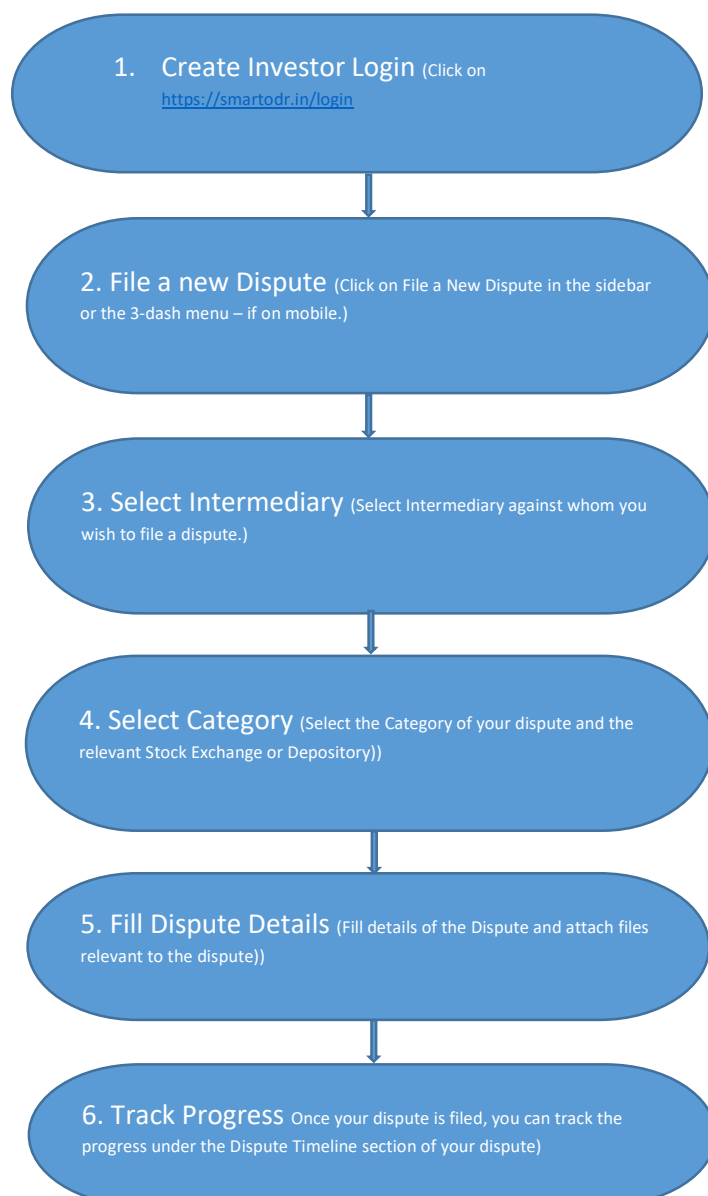 1. Create Investor Login (Click on
https://smartodr.in/login
2. File a new Dispute (Click on File a New Dispute in the sidebar
or the 3-dash menu – if on mobile.)
3. Select Intermediary (Select Intermediary against whom you
wish to file a dispute.)
4. Select Category (Select the Category of your dispute and the
relevant Stock Exchange or Depository))
5. Fill Dispute Details (Fill details of the Dispute and attach files
relevant to the dispute))
6. Track Progress Once your dispute is filed, you can track the
progress under the Dispute Timeline section of your dispute)